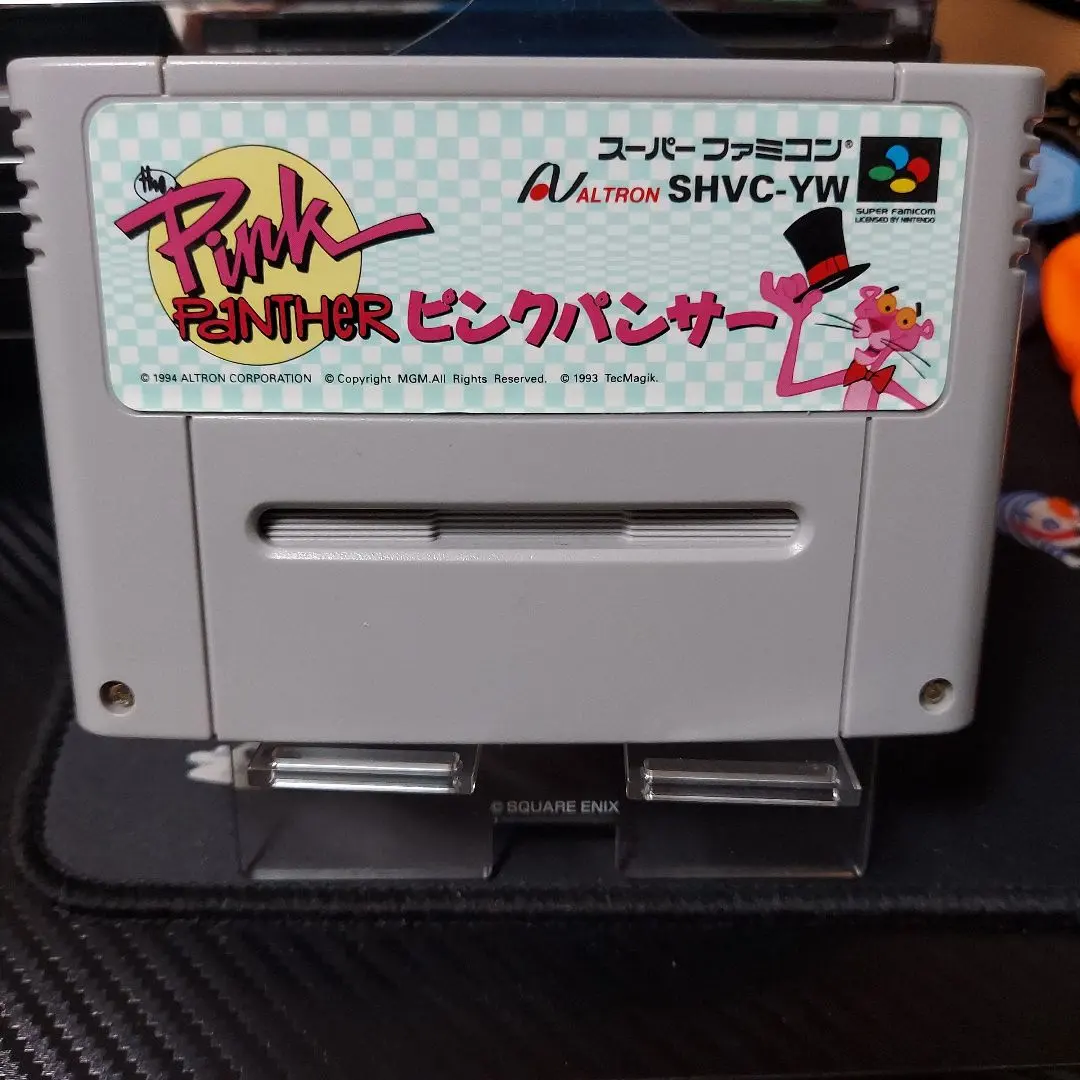 スーパーファミコン®
ALTRON SHVC-YW
SUPER FAMICOM
LICENSED BY NINTENDO
the
Pink
PANTHER ピンクパンサー
© 1994 ALTRON CORPORATION © Copyright MGM.All Rights Reserved. © 1993 TecMagik.
© SQUARE ENIX